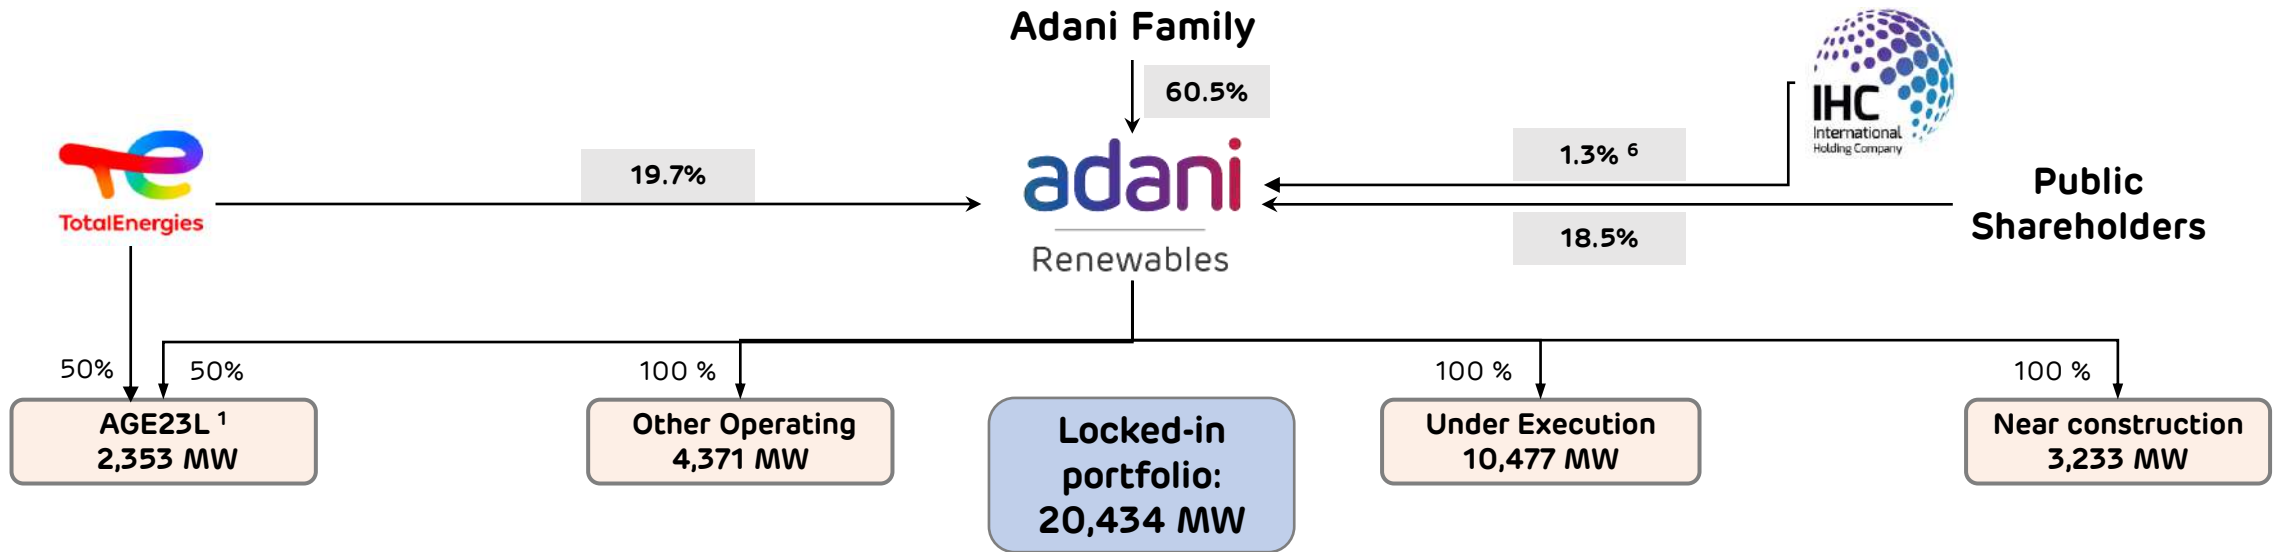 Adani Family
60.5%
IHC
International
Holding Company
TotalEnergies
19.7%
adani
Renewables
1.3% 6
18.5%
Public
Shareholders
50%
50%
100 %
100 %
100 %
AGE23L 1
2,353 MW
Other Operating
4,371 MW
Locked-in
portfolio:
20,434 MW
Under Execution
10,477 MW
Near construction
3,233 MW